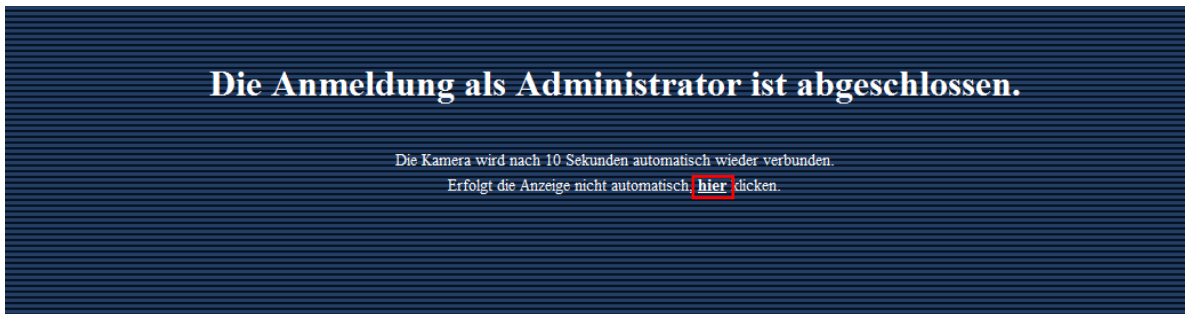 Die Anmeldung als Administrator ist abgeschlossen.
Die Kamera wird nach 10 Sekunden automatisch wieder verbunden.
Erfolgt die Anzeige nicht automatisch, hier klicken.